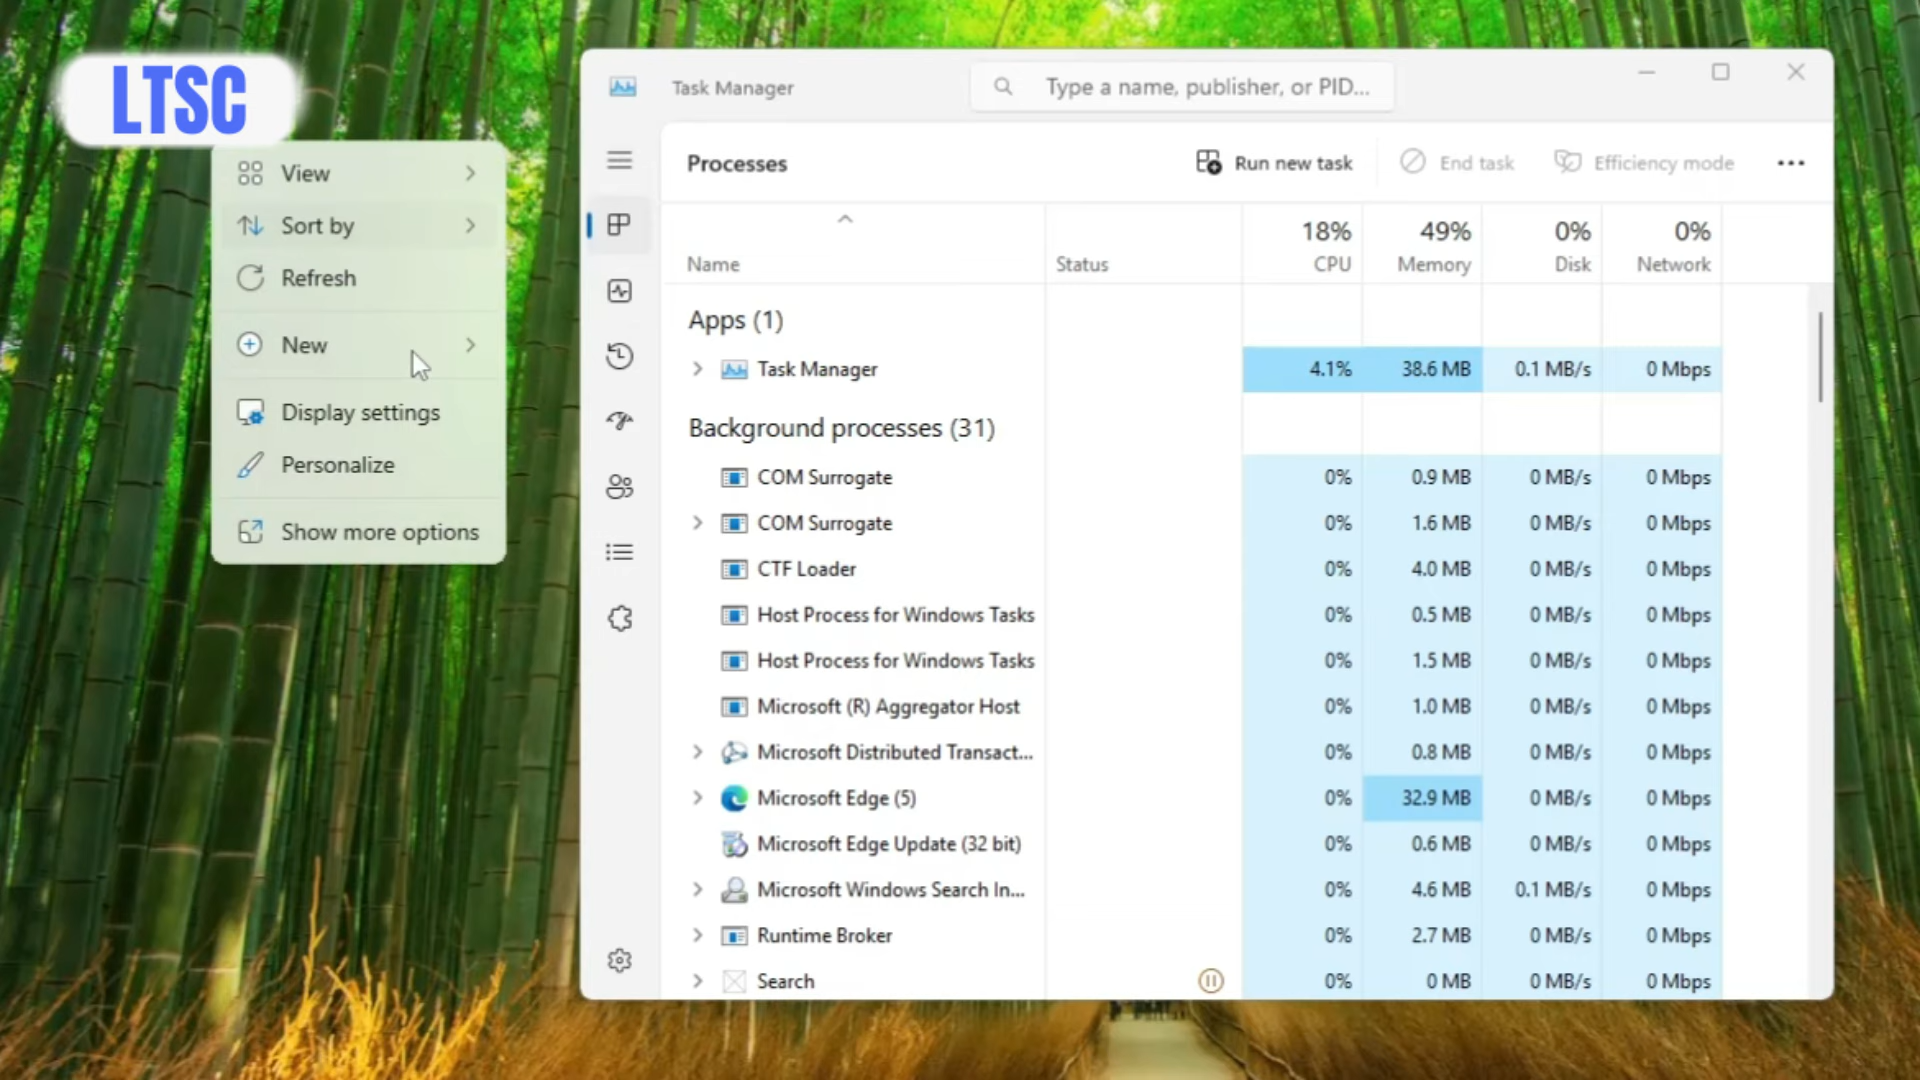 LTSC
View
Sort by
Refresh
New
Display settings
Personalize
Show more options
Task Manager
Type a name, publisher, or PID...
Processes
Run new task
End task
Efficiency mode
Name
Status
18%
CPU
49%
Memory
0%
Disk
0%
Network
Apps (1)
Task Manager 4.1% 38.6 MB 0.1 MB/s 0 Mbps
Background processes (31)
COM Surrogate 0% 0.9 MB 0 MB/s 0 Mbps
COM Surrogate 0% 1.6 MB 0 MB/s 0 Mbps
CTF Loader 0% 4.0 MB 0 MB/s 0 Mbps
Host Process for Windows Tasks 0% 0.5 MB 0 MB/s 0 Mbps
Host Process for Windows Tasks 0% 1.5 MB 0 MB/s 0 Mbps
Microsoft (R) Aggregator Host 0% 1.0 MB 0 MB/s 0 Mbps
Microsoft Distributed Transact... 0% 0.8 MB 0 MB/s 0 Mbps
Microsoft Edge (5) 0% 32.9 MB 0 MB/s 0 Mbps
Microsoft Edge Update (32 bit) 0% 0.6 MB 0 MB/s 0 Mbps
Microsoft Windows Search In... 0% 4.6 MB 0.1 MB/s 0 Mbps
Runtime Broker 0% 2.7 MB 0 MB/s 0 Mbps
Search 0% 0 MB 0 MB/s 0 Mbps